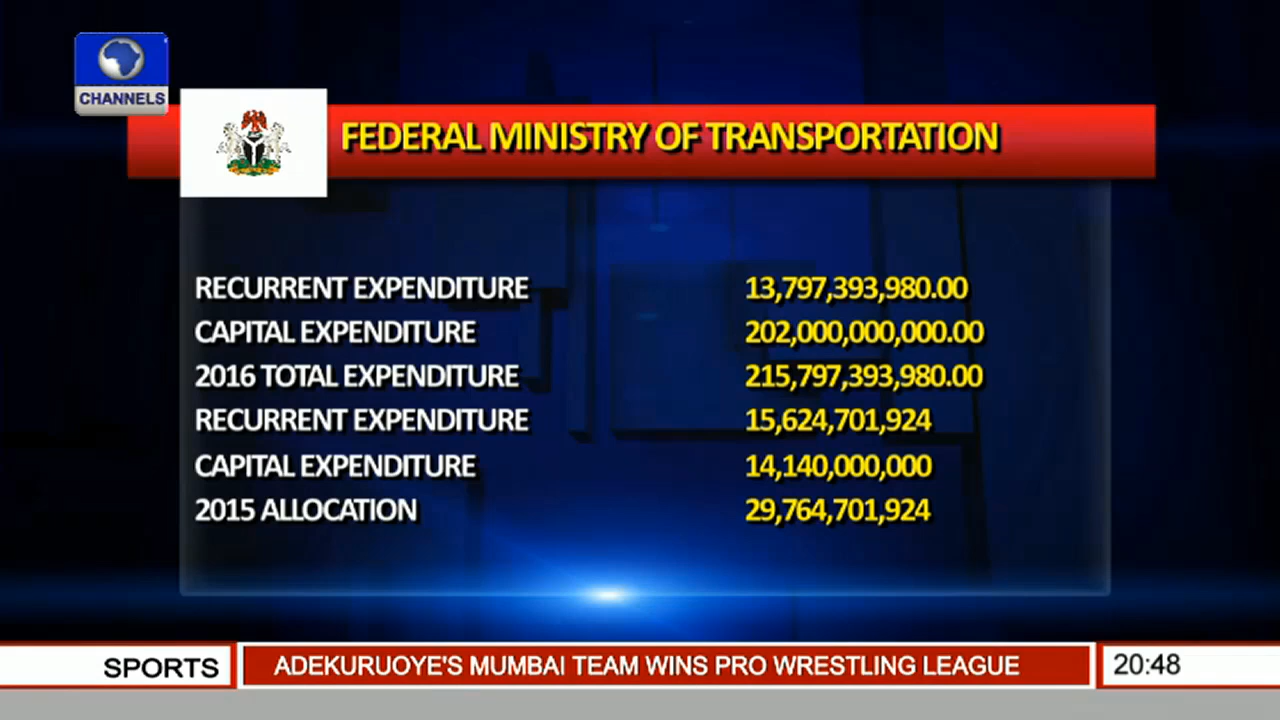 CHANNELS
FEDERAL MINISTRY OF TRANSPORTATION
RECURRENT EXPENDITURE 13,797,393,980.00
CAPITAL EXPENDITURE 202,000,000,000.00
2016 TOTAL EXPENDITURE 215,797,393,980.00
RECURRENT EXPENDITURE 15,624,701,924
CAPITAL EXPENDITURE 14,140,000,000
2015 ALLOCATION 29,764,701,924
SPORTS ADEKURUOYE'S MUMBAI TEAM WINS PRO WRESTLING LEAGUE 20:48